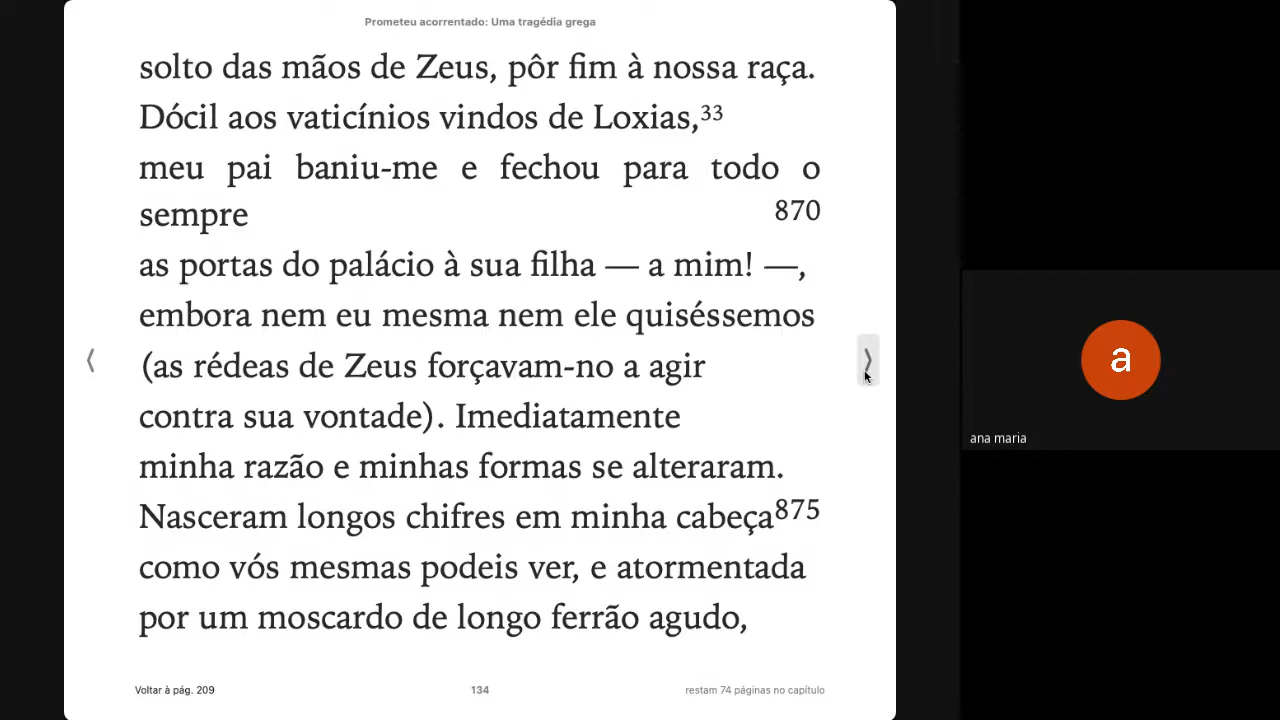 Prometeu acorrentado: Uma tragédia grega
solto das mãos de Zeus, pôr fim à nossa raça.
Dócil aos vaticínios vindos de Loxias,³³
meu pai baniu-me e fechou para todo o
sempre 870
as portas do palácio à sua filha — a mim! —,
embora nem eu mesma nem ele quiséssemos
(as rédeas de Zeus forçavam-no a agir
contra sua vontade). Imediatamente
minha razão e minhas formas se alteraram.
Nasceram longos chifres em minha cabeça875
como vós mesmas podeis ver, e atormentada
por um moscardo de longo ferrão agudo,
Voltar à pág. 209 134 restam 74 páginas no capítulo
a
ana maria